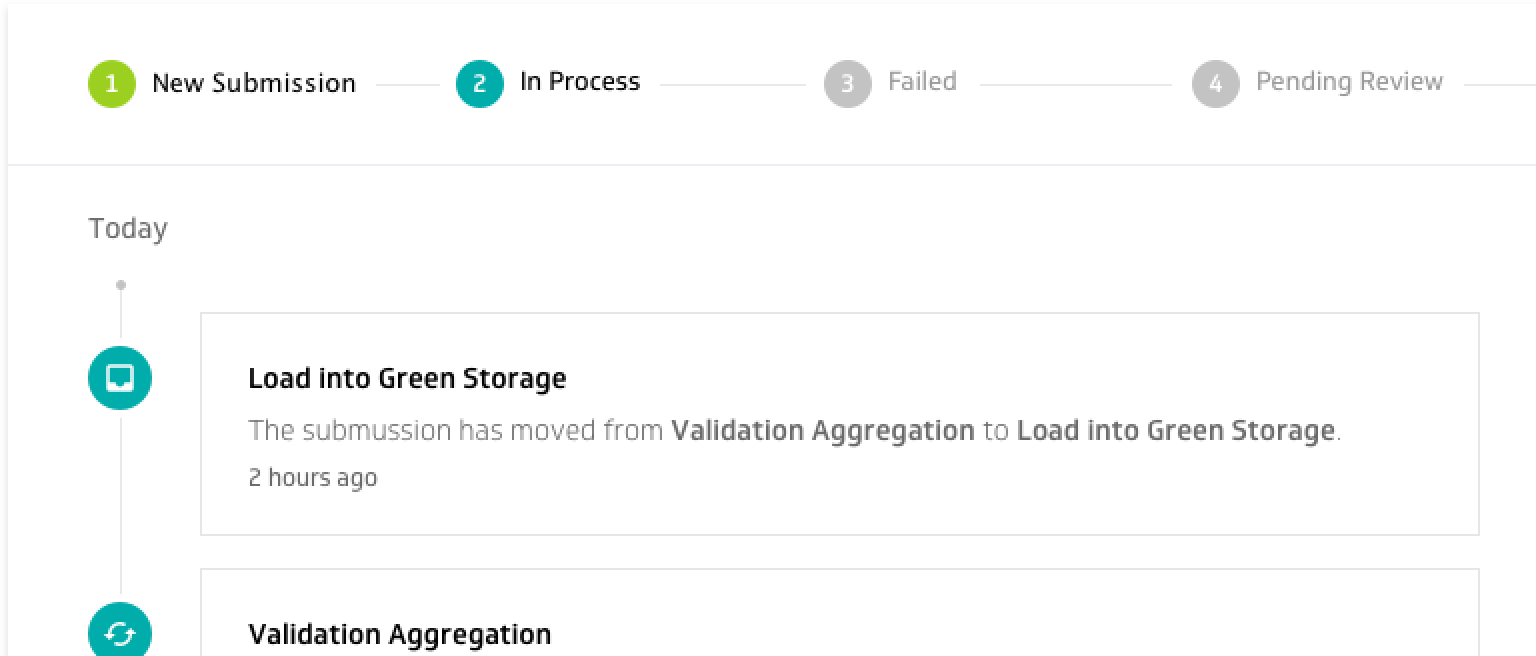 1 New Submission 2 In Process 3 Failed 4 Pending Review
Today
Load into Green Storage
The submussion has moved from Validation Aggregation to Load into Green Storage.
2 hours ago
Validation Aggregation